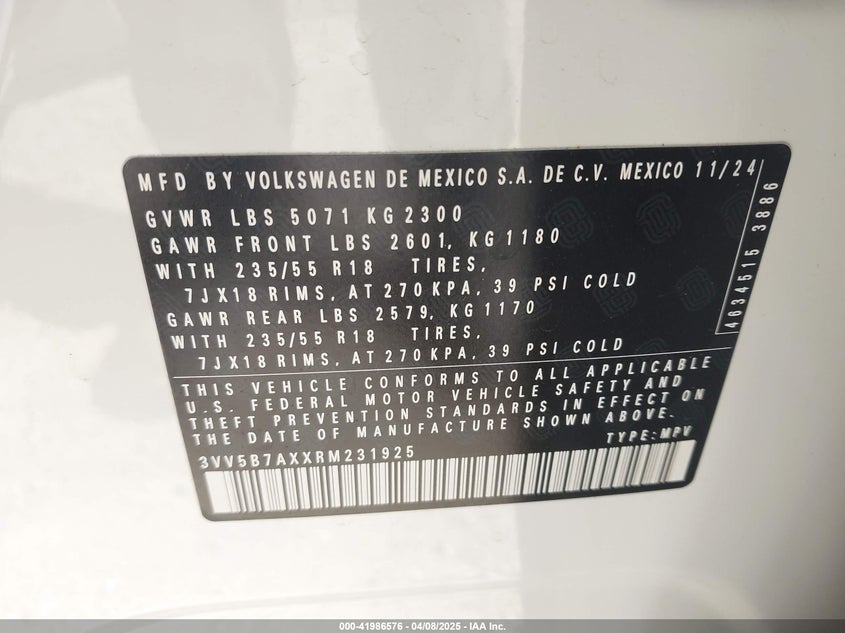 MFD BY VOLKSWAGEN DE MEXICO S.A. DE C.V. MEXICO 11/24
GVWR LBS 5071 KG 2300
GAWR FRONT LBS 2601, KG 1180
WITH 235/55 R18 TIRES,
7JX18 RIMS, AT 270 KPA, 39 PSI COLD
GAWR REAR LBS 2579, KG 1170
WITH 235/55 R18 TIRES,
7JX18 RIMS, AT 270 KPA, 39 PSI COLD
4634515 3886
THIS VEHICLE CONFORMS TO ALL APPLICABLE
U.S. FEDERAL MOTOR VEHICLE SAFETY AND
THEFT PREVENTION STANDARDS IN EFFECT ON
THE DATE OF MANUFACTURE SHOWN ABOVE.
TYPE: MPV
3VV5B7AXXRM231925
000-41986576 | 04/08/2025 - IAA Inc.